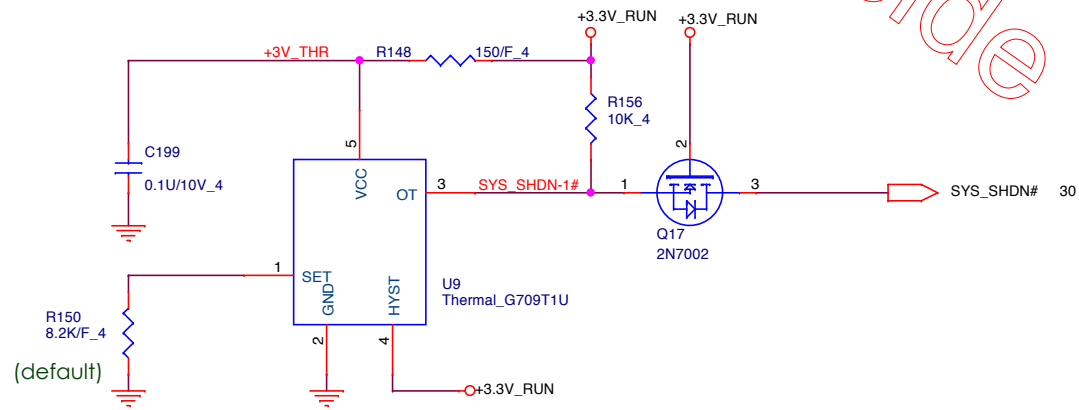 +3.3V_RUN
+3.3V_RUN
+3V_THR
R148
150/F_4
R156
10K_4
C199
0.1U/10V_4
5
VCC
OT
3
SYS_SHDN-1#
1
2
3
SYS_SHDN#
30
Q17
2N7002
1
SET
GND
HYST
U9
Thermal_G709T1U
R150
8.2K/F_4
(default)
2
4
+3.3V_RUN